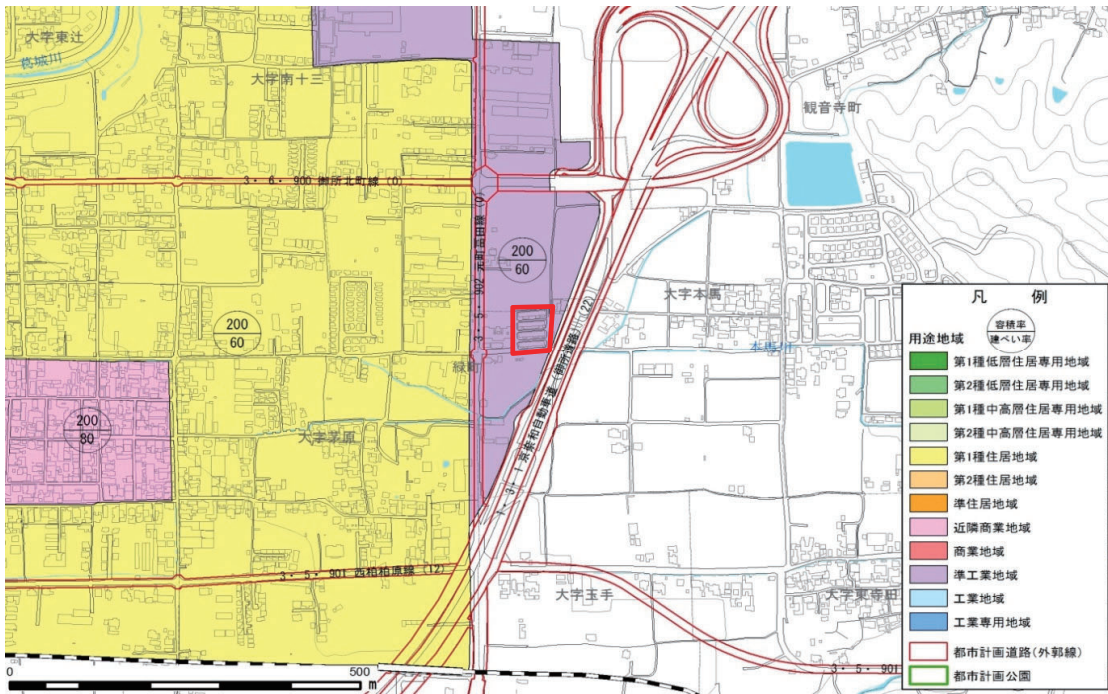 大字東辻
葛城川
大字南十三
観音寺町
3・6・900 御所北町線(0)
200
60
大字本馬
本馬川
200
60
緑町
200
80
大字茅原
3・5・901 西柏柏原線(12)
大字玉手
大字東寺田
3・5・901
0
500
m
凡 例
容積率
建ぺい率
用途地域
第1種低層住居専用地域
第2種低層住居専用地域
第1種中高層住居専用地域
第2種中高層住居専用地域
第1種住居地域
第2種住居地域
準住居地域
近隣商業地域
商業地域
準工業地域
工業地域
工業専用地域
都市計画道路(外郭線)
都市計画公園